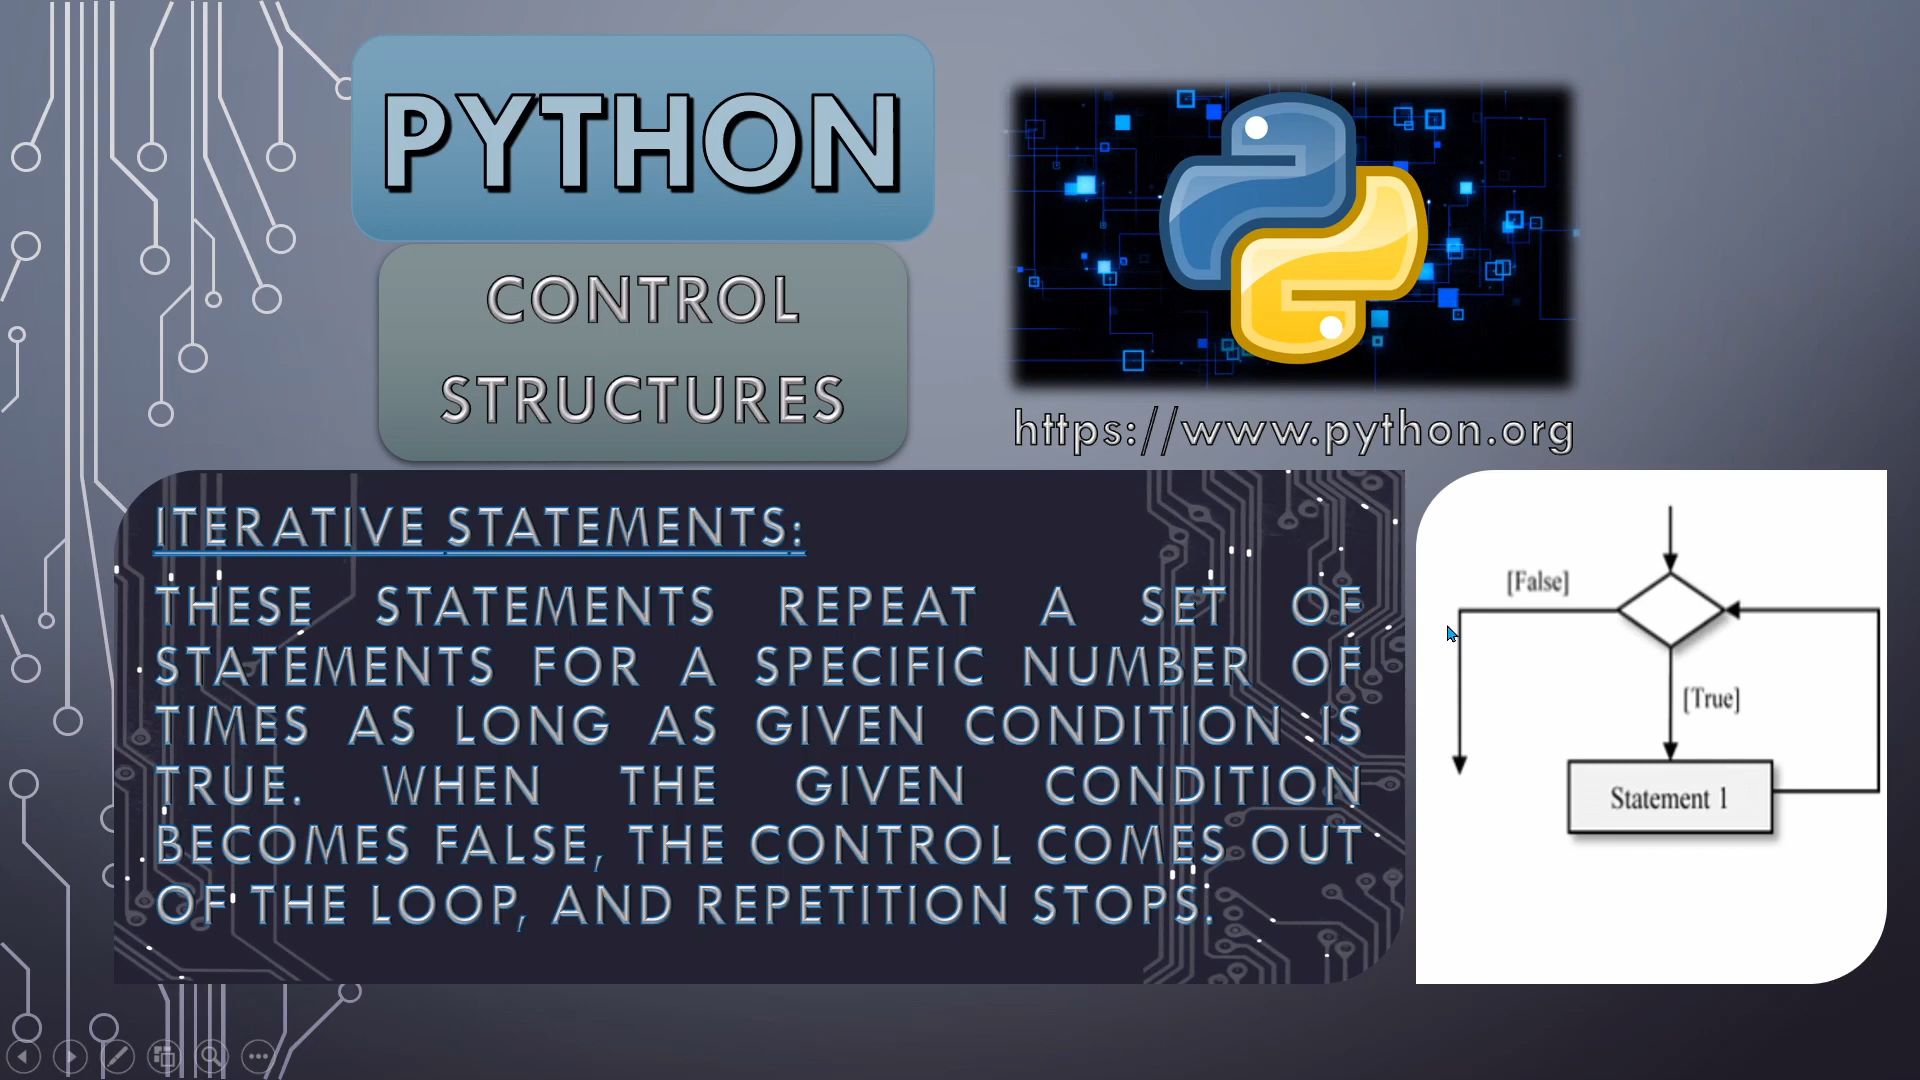 PYTHON
CONTROL
STRUCTURES
https://www.python.org
ITERATIVE STATEMENTS:
THESE STATEMENTS REPEAT A SET OF
STATEMENTS FOR A SPECIFIC NUMBER OF
TIMES AS LONG AS GIVEN CONDITION IS
TRUE. WHEN THE GIVEN CONDITION
BECOMES FALSE, THE CONTROL COMES OUT
OF THE LOOP, AND REPETITION STOPS.
[False]
[True]
Statement 1